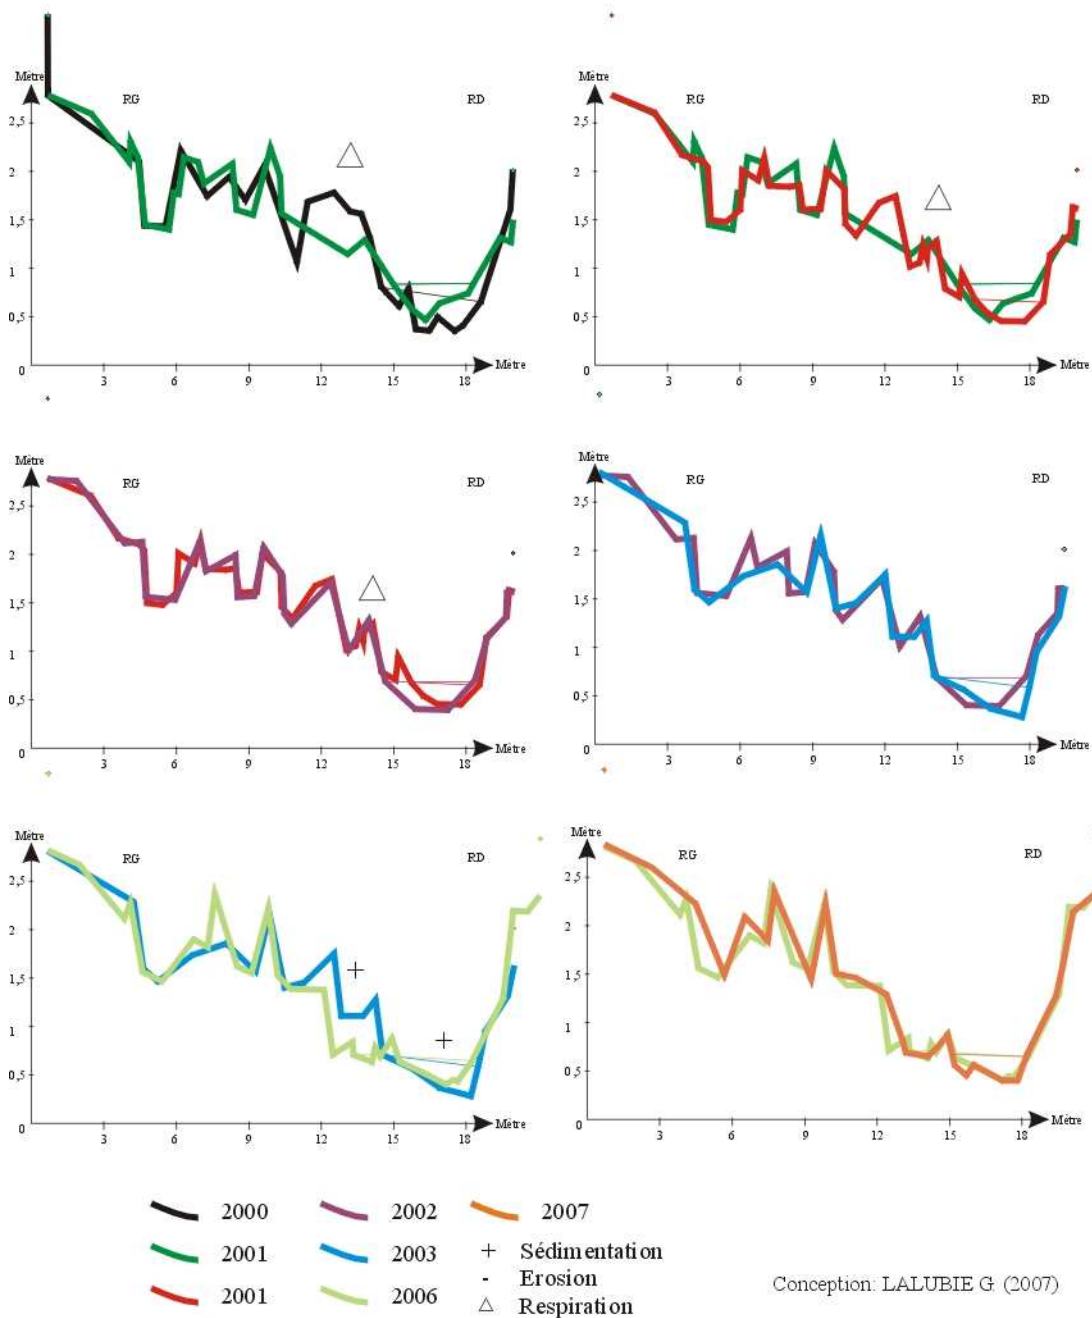 Mètre
Mètre
RG
RD
RG
RD
2,5
2,5
2
2
1,5
1,5
1
1
0,5
0,5
0
Mètre
0
Mètre
3 6 9 12 15 18
3 6 9 12 15 18
Mètre
Mètre
RG
RD
RG
RD
2,5
2,5
2
2
1,5
1,5
1
1
0,5
0,5
0
Mètre
0
Mètre
3 6 9 12 15 18
3 6 9 12 15 18
Mètre
Mètre
RG
RD
RG
RD
2,5
2,5
2
2
1,5
1,5
1
1
0,5
0,5
0
Mètre
0
Mètre
3 6 9 12 15 18
3 6 9 12 15 18
2000 2002 2007
2001 2003 + Sédimentation
- Erosion
2001 2006 △ Respiration
Conception: LALUBIE G. (2007)